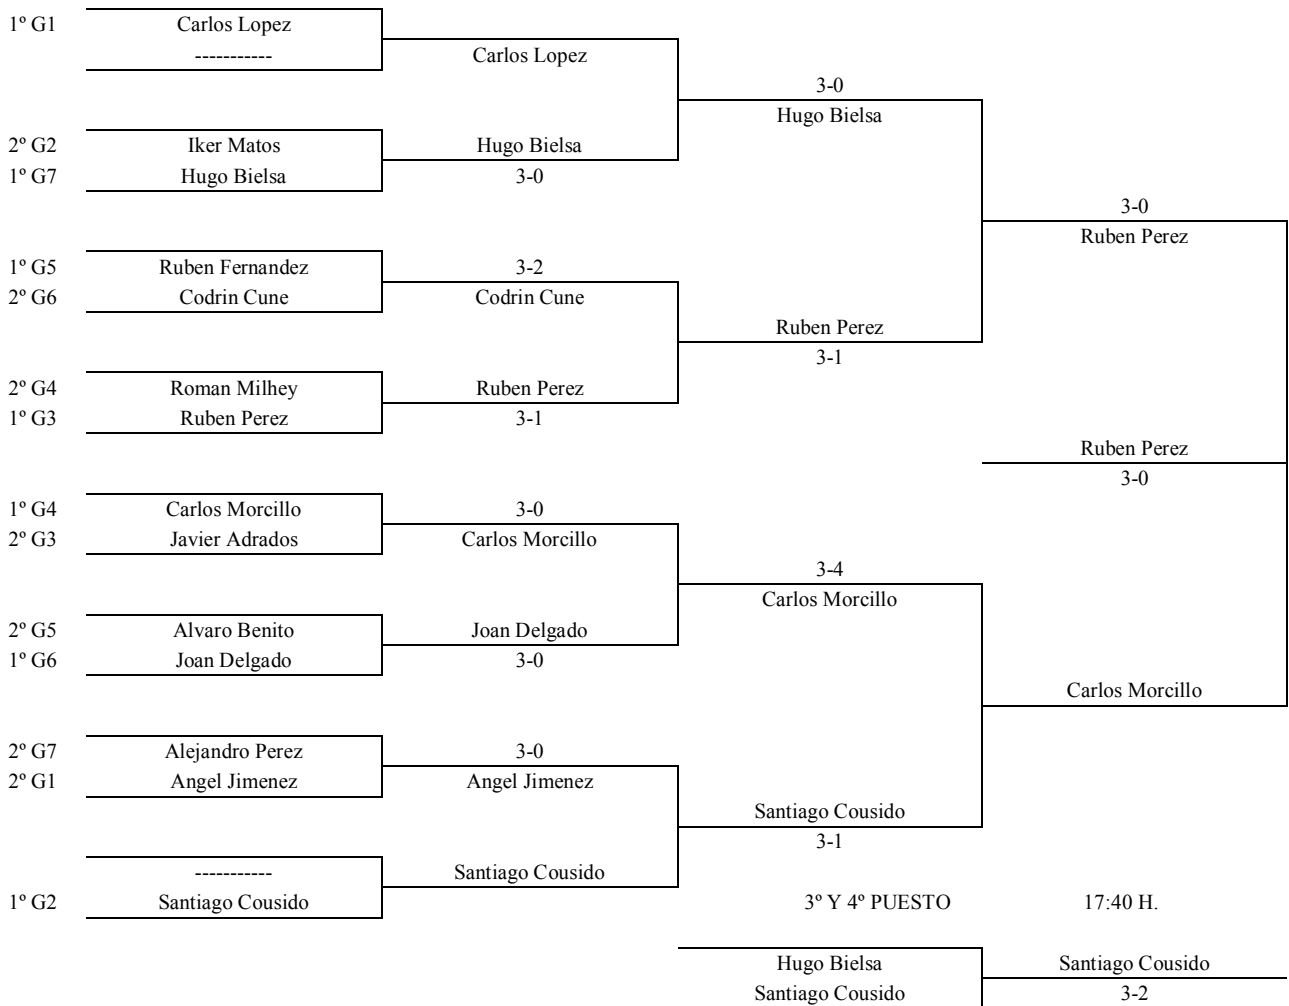 1º G1 Carlos Lopez
----------- Carlos Lopez
3-0
Hugo Bielsa
2º G2 Iker Matos Hugo Bielsa
1º G7 Hugo Bielsa 3-0
3-0
Ruben Perez
1º G5 Ruben Fernandez 3-2
2º G6 Codrin Cune Codrin Cune
Ruben Perez
3-1
2º G4 Roman Milhey Ruben Perez
1º G3 Ruben Perez 3-1
Ruben Perez
3-0
1º G4 Carlos Morcillo 3-0
2º G3 Javier Adrados Carlos Morcillo
3-4
Carlos Morcillo
2º G5 Alvaro Benito Joan Delgado
1º G6 Joan Delgado 3-0
Carlos Morcillo
2º G7 Alejandro Perez 3-0
2º G1 Angel Jimenez Angel Jimenez
Santiago Cousido
3-1
----------- Santiago Cousido
1º G2 Santiago Cousido 3º Y 4º PUESTO 17:40 H.
Hugo Bielsa Santiago Cousido
Santiago Cousido 3-2